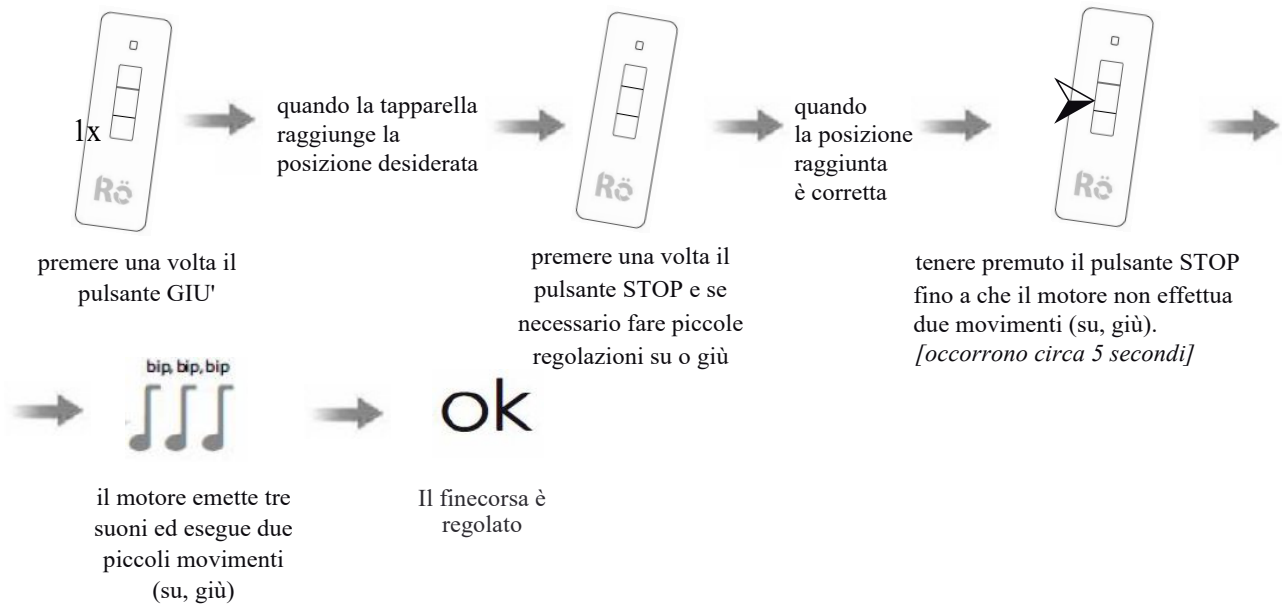 1x
Rö
premere una volta il
pulsante GIU'
quando la tapparella
raggiunge la
posizione desiderata
Rö
premere una volta il
pulsante STOP e se
necessario fare piccole
regolazioni su o giù
quando
la posizione
raggiunta
è corretta
Rö
tenere premuto il pulsante STOP
fino a che il motore non effettua
due movimenti (su, giù).
[occorrono circa 5 secondi]
bip, bip, bip
il motore emette tre
suoni ed esegue due
piccoli movimenti
(su, giù)
ok
Il finecorsa è
regolato